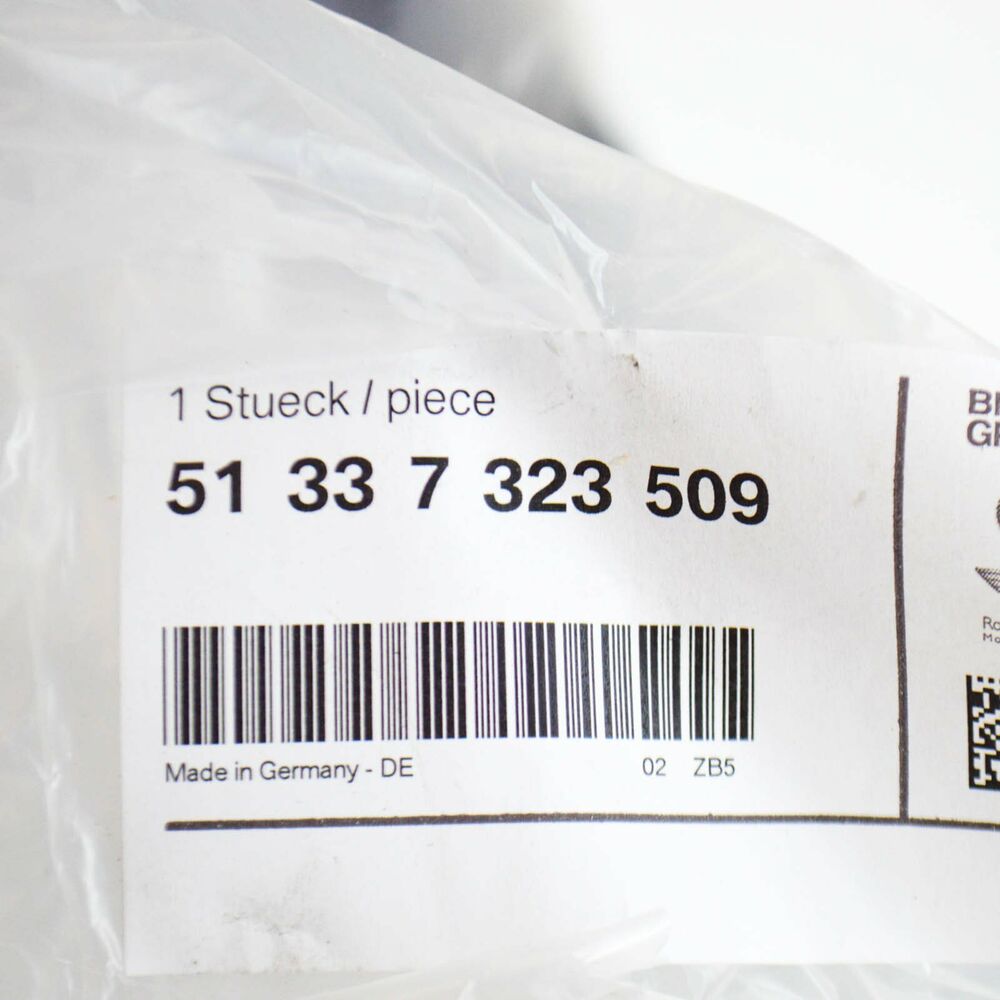 1 Stueck / piece
51 33 7 323 509
Made in Germany - DE
02 ZB5